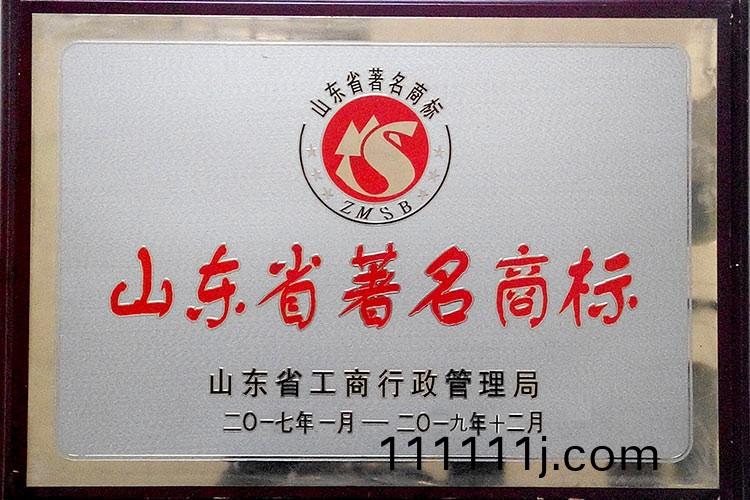 山东省著名商标
ZMSB
山东省著名商标
山东省工商行政管理局
二〇一七年一月——二〇一九年十二月
111111j.com